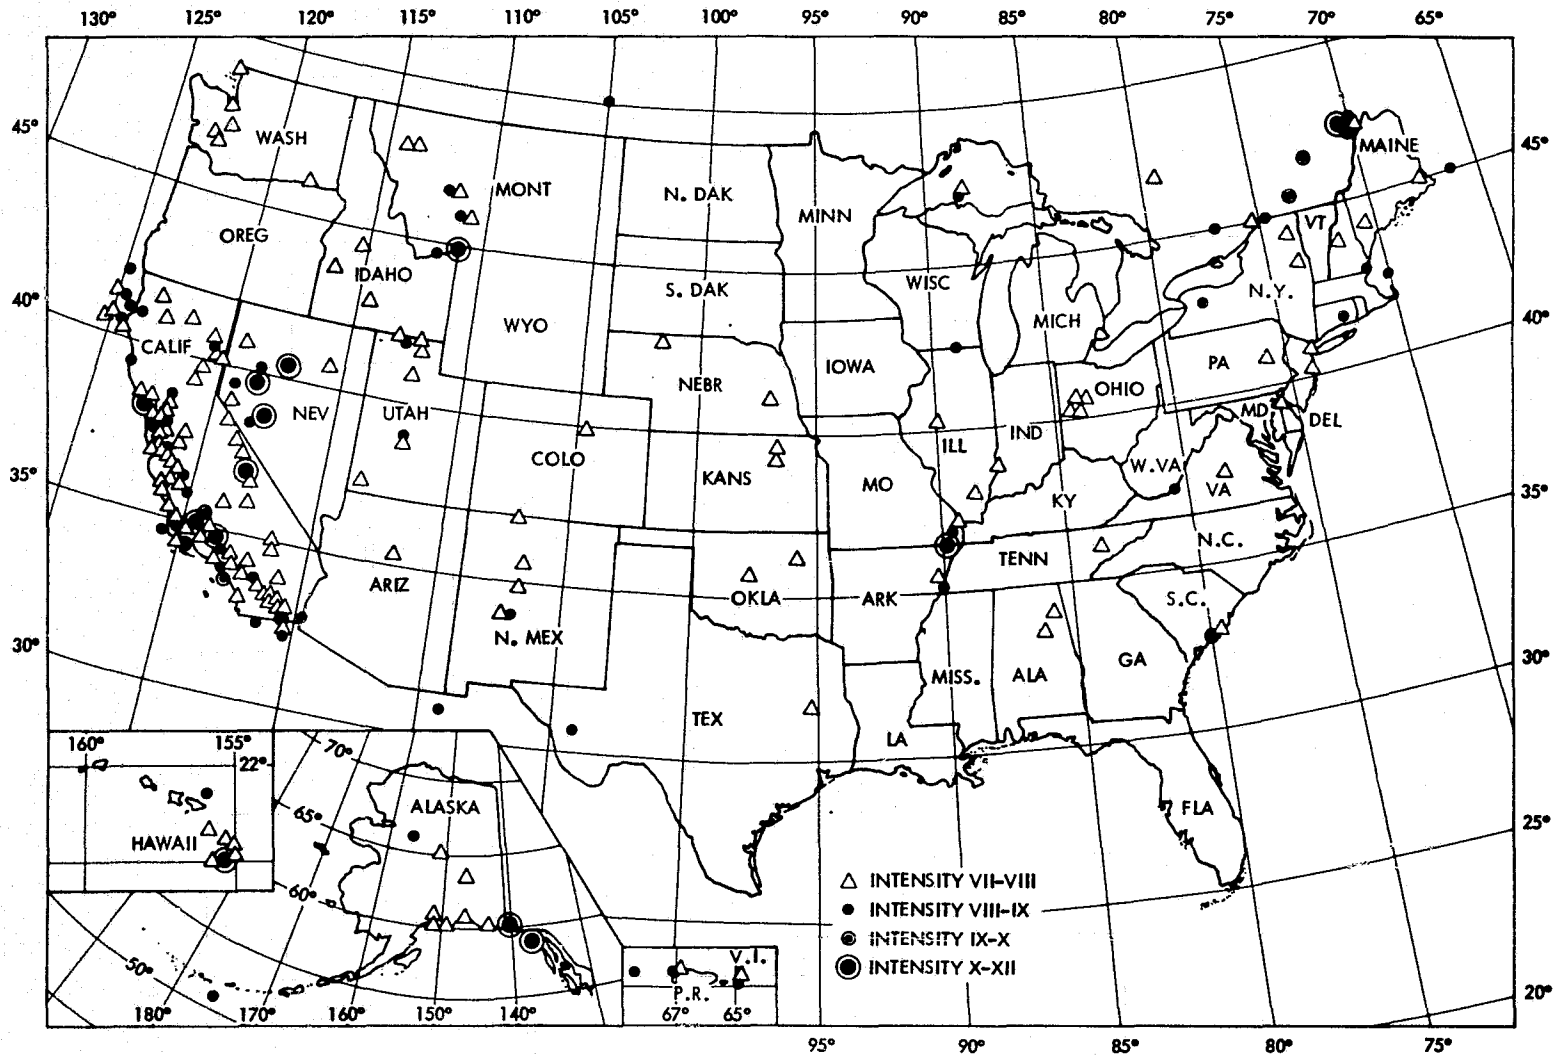 130° 125° 120° 115° 110° 105° 95° 90° 85° 80° 75° 70° 65°
45° 45°
WASH
MAINE
MONT
N. DAK
MINN
VT
OREG
IDAHO
WISC
S. DAK
N.Y.
40° 40°
WYO
MICH
CALIF
IOWA
PA
NEBR
OHIO
NEV
UTAH
MD
DEL
IND
ILL
COLO
W.VA
35° 35°
KANS
MO
VA
KY
N.C.
TENN
ARIZ
OKLA
ARK
S.C.
N. MEX
30° 30°
GA
MISS.
ALA
TEX
LA
160° 155°
22°
70°
ALASKA
FLA
65°
25°
HAWAII
60°
△ INTENSITY VII-VIII
● INTENSITY VIII-IX
INTENSITY IX-X
INTENSITY X-XII
V.I.
50°
P.R.
20°
180° 170° 160° 150° 140° 67° 65°
95° 90° 85° 80° 75°